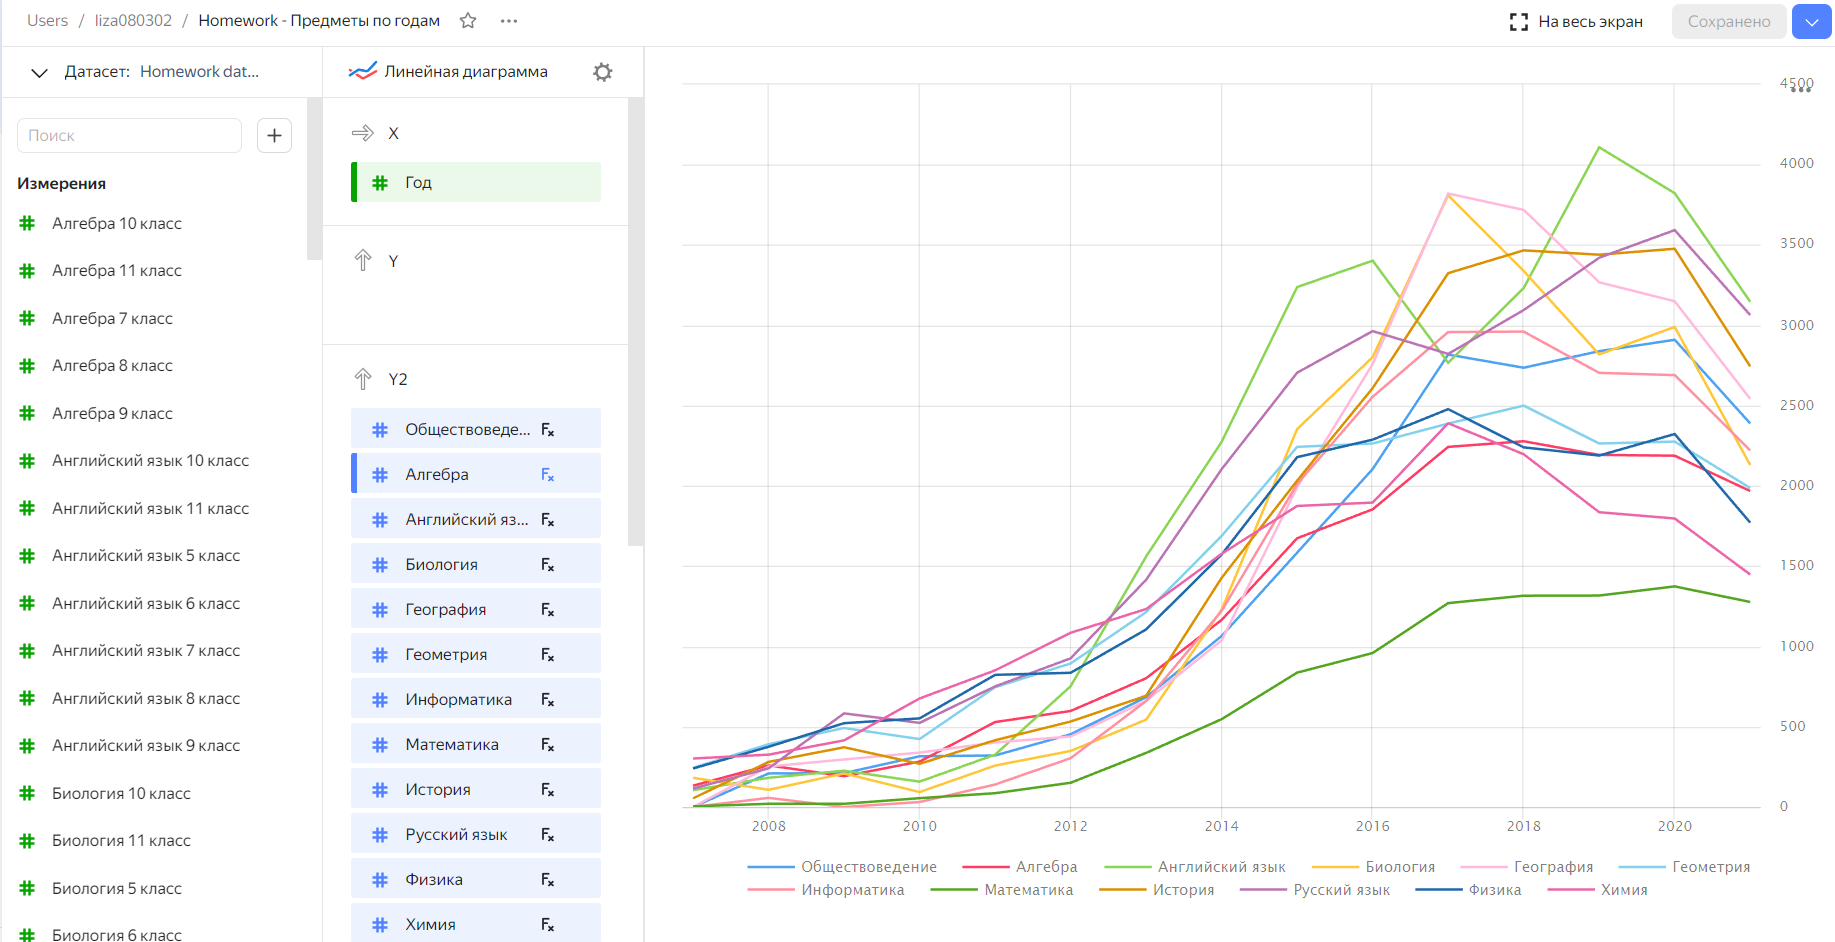 Users / liza080302 / Homework - Предметы по годам
На весь экран
Сохранено
Датасет: Homework dat...
Поиск
Измерения
Алгебра 10 класс
Алгебра 11 класс
Алгебра 7 класс
Алгебра 8 класс
Алгебра 9 класс
Английский язык 10 класс
Английский язык 11 класс
Английский язык 5 класс
Английский язык 6 класс
Английский язык 7 класс
Английский язык 8 класс
Английский язык 9 класс
Биология 10 класс
Биология 11 класс
Биология 5 класс
Биология 6 класс
Линейная диаграмма
X
Год
Y
Y2
Обществоведе...
Алгебра
Английский яз...
Биология
География
Геометрия
Информатика
Математика
История
Русский язык
Физика
Химия
4500
4000
3500
3000
2500
2000
1500
1000
500
0
2008 2010 2012 2014 2016 2018 2020
Обществоведение Алгебра Английский язык Биология География Геометрия
Информатика Математика История Русский язык Физика Химия